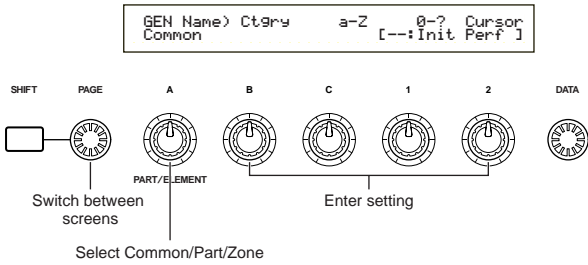 GEN Name) Ctgry a-Z 0-? Cursor
Common [--:Init Perf ]
SHIFT PAGE A B C 1 2 DATA
PART/ELEMENT
Switch between
screens
Enter setting
Select Common/Part/Zone